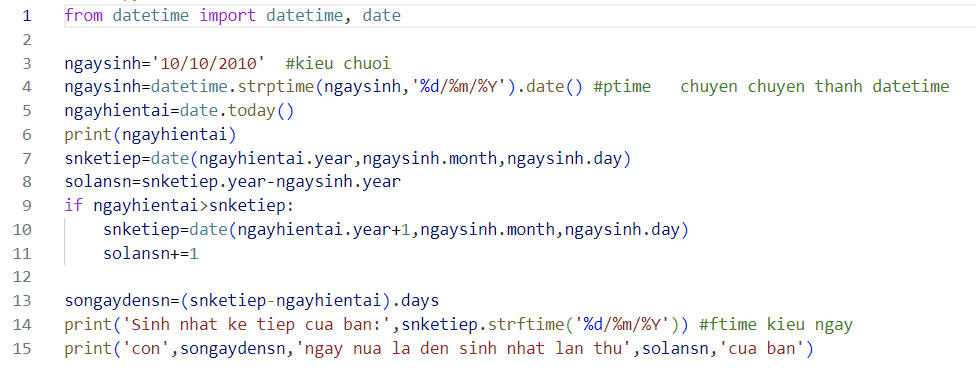 1 from datetime import datetime, date
2
3 ngaysinh='10/10/2010'  #kieu chuoi
4 ngaysinh=datetime.strptime(ngaysinh,'%d/%m/%Y').date() #ptime   chuyen chuyen thanh datetime
5 ngayhientai=date.today()
6 print(ngayhientai)
7 snketiep=date(ngayhientai.year,ngaysinh.month,ngaysinh.day)
8 solansn=snketiep.year-ngaysinh.year
9 if ngayhientai>snketiep:
10     snketiep=date(ngayhientai.year+1,ngaysinh.month,ngaysinh.day)
11     solansn+=1
12
13 songaydensn=(snketiep-ngayhientai).days
14 print('Sinh nhat ke tiep cua ban:',snketiep.strftime('%d/%m/%Y')) #ftime kieu ngay
15 print('con',songaydensn,'ngay nua la den sinh nhat lan thu',solansn,'cua ban')